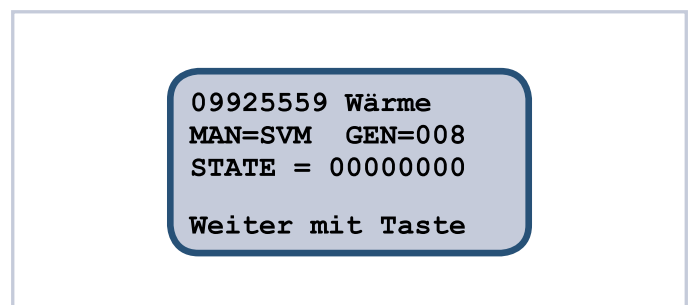 09925559 Wärme
MAN=SVM GEN=008
STATE = 00000000
Weiter mit Taste